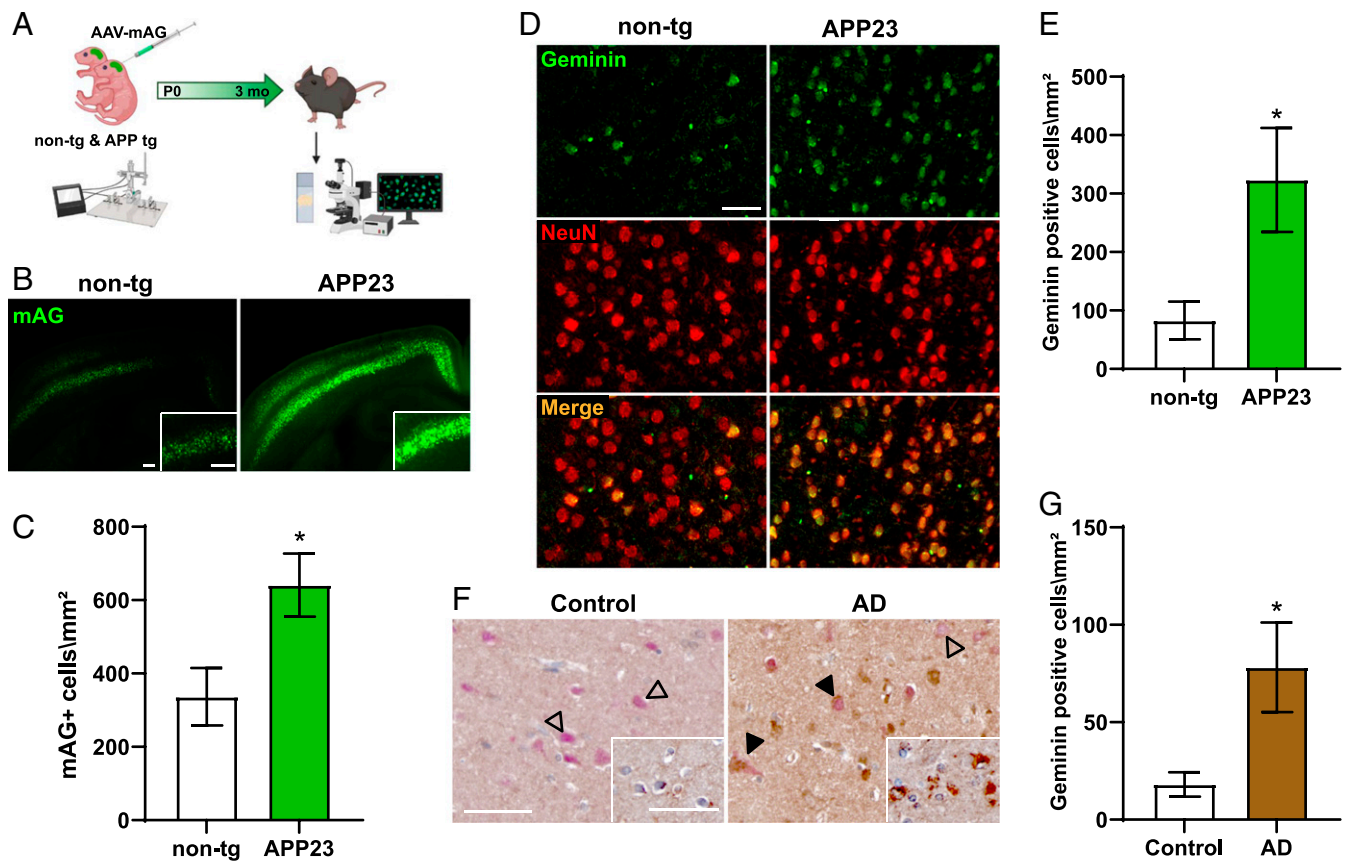 A
AAV-mAG
P0 3 mo
non-tg & APP tg
B
non-tg APP23
mAG
C
mAG+ cells\mm²
800
600
400
200
0
*
non-tg APP23
D
non-tg APP23
Geminin
NeuN
Merge
E
Geminin positive cells\mm²
500
400
300
200
100
0
*
non-tg APP23
F
Control AD
G
Geminin positive cells\mm²
150
100
50
0
*
Control AD